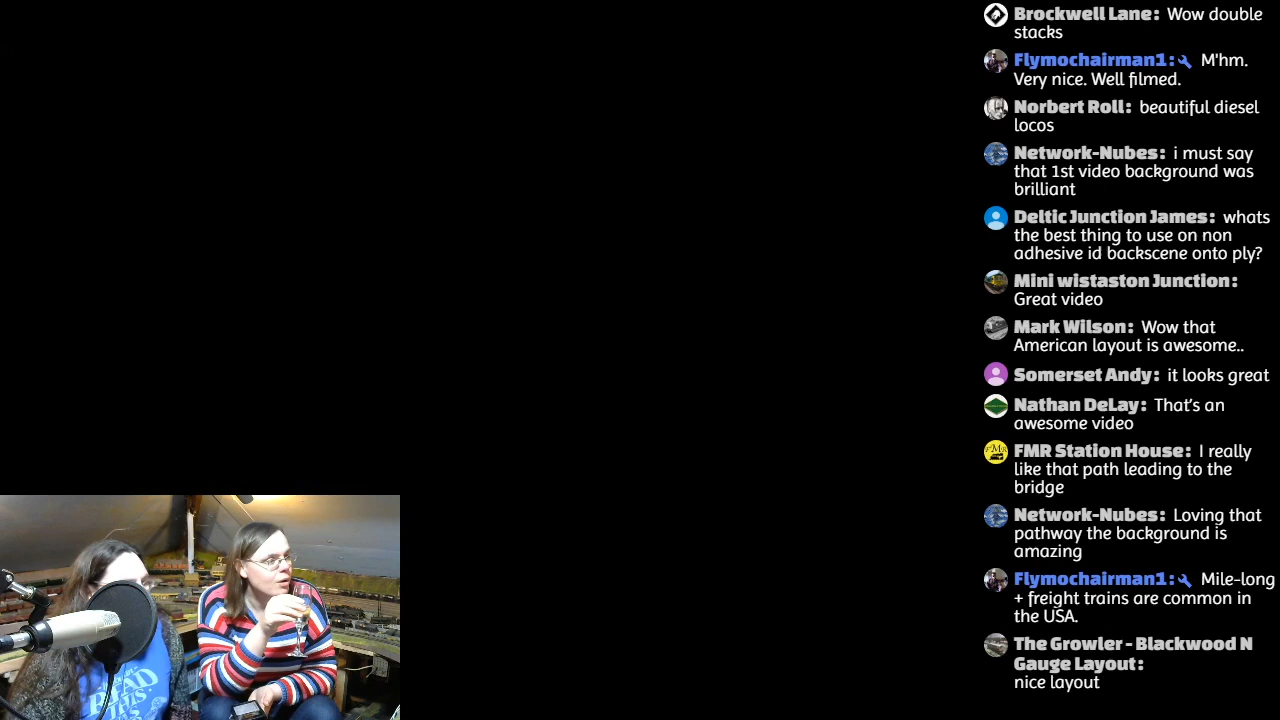 Brockwell Lane: Wow double
stacks
Flymochairman1: M'hm.
Very nice. Well filmed.
Norbert Roll: beautiful diesel
locos
Network-Nubes: i must say
that 1st video background was
brilliant
Deltic Junction James: whats
the best thing to use on non
adhesive id backscene onto ply?
Mini wistaston Junction:
Great video
Mark Wilson: Wow that
American layout is awesome..
Somerset Andy: it looks great
Nathan DeLay: That's an
awesome video
FMR Station House: I really
like that path leading to the
bridge
Network-Nubes: Loving that
pathway the background is
amazing
Flymochairman1: Mile-long
+ freight trains are common in
the USA.
The Growler - Blackwood N
Gauge Layout:
nice layout